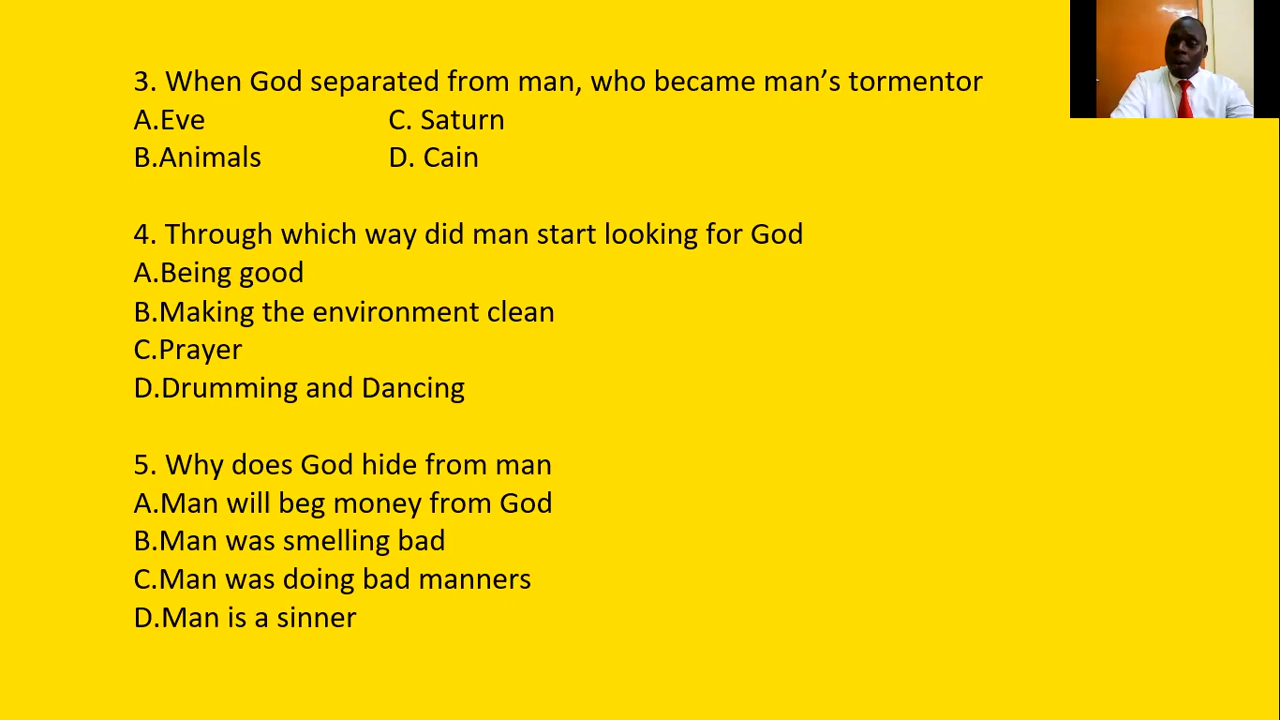 3. When God separated from man, who became man’s tormentor
A.Eve C. Saturn
B.Animals D. Cain
4. Through which way did man start looking for God
A.Being good
B.Making the environment clean
C.Prayer
D.Drumming and Dancing
5. Why does God hide from man
A.Man will beg money from God
B.Man was smelling bad
C.Man was doing bad manners
D.Man is a sinner